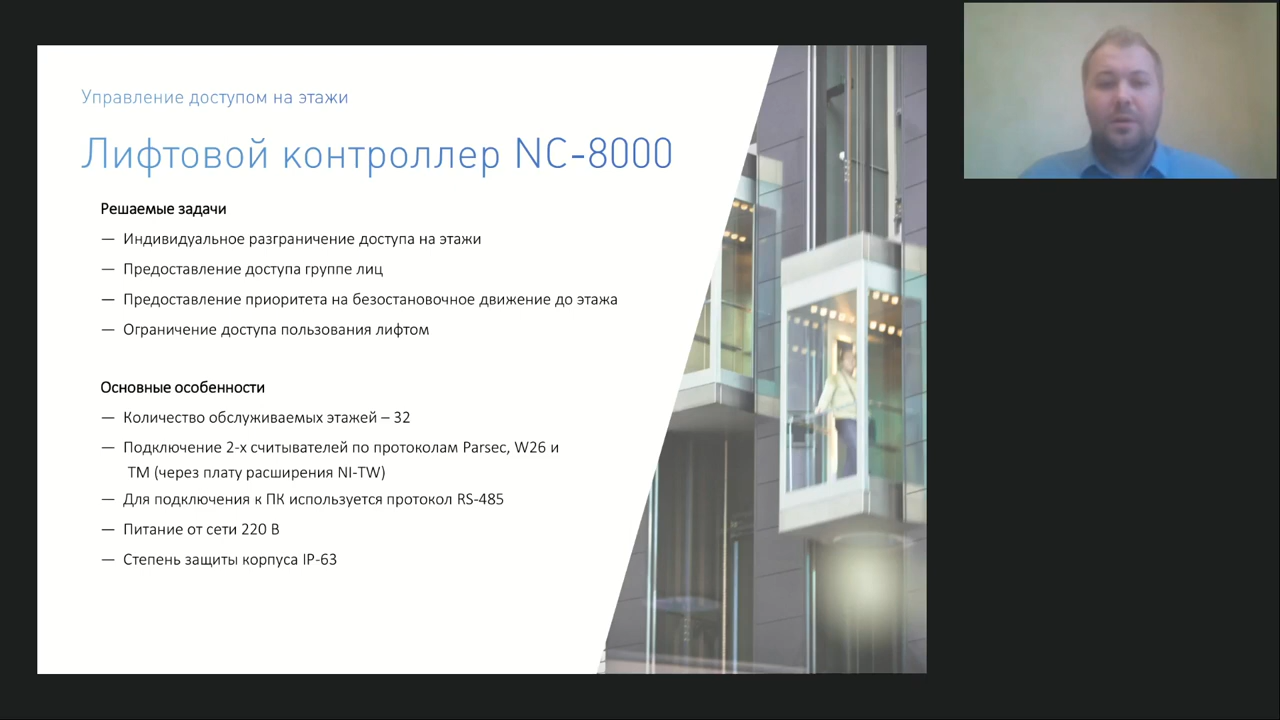 Управление доступом на этажи
Лифтовой контроллер NC-8000
Решаемые задачи
— Индивидуальное разграничение доступа на этажи
— Предоставление доступа группе лиц
— Предоставление приоритета на безостановочное движение до этажа
— Ограничение доступа пользования лифтом
Основные особенности
— Количество обслуживаемых этажей – 32
— Подключение 2-х считывателей по протоколам Parsec, W26 и
ТМ (через плату расширения NI-TW)
— Для подключения к ПК используется протокол RS-485
— Питание от сети 220 В
— Степень защиты корпуса IP-63